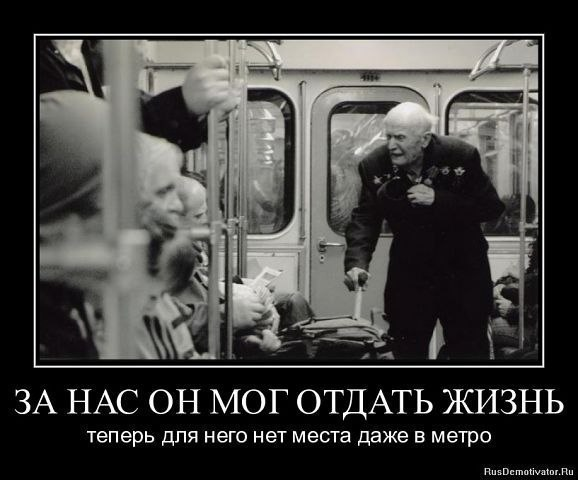 ЗА НАС ОН МОГ ОТДАТЬ ЖИЗНЬ
теперь для него нет места даже в метро
RusDemotivator.Ru